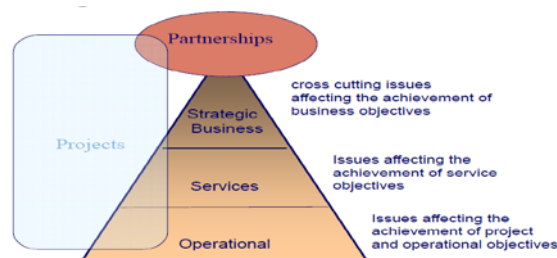 Partnerships
cross cutting issues
affecting the achievement of
business objectives
Strategic
Business
Projects
Issues affecting the
achievement of service
objectives
Services
Issues affecting the
achievement of project
and operational objectives
Operational